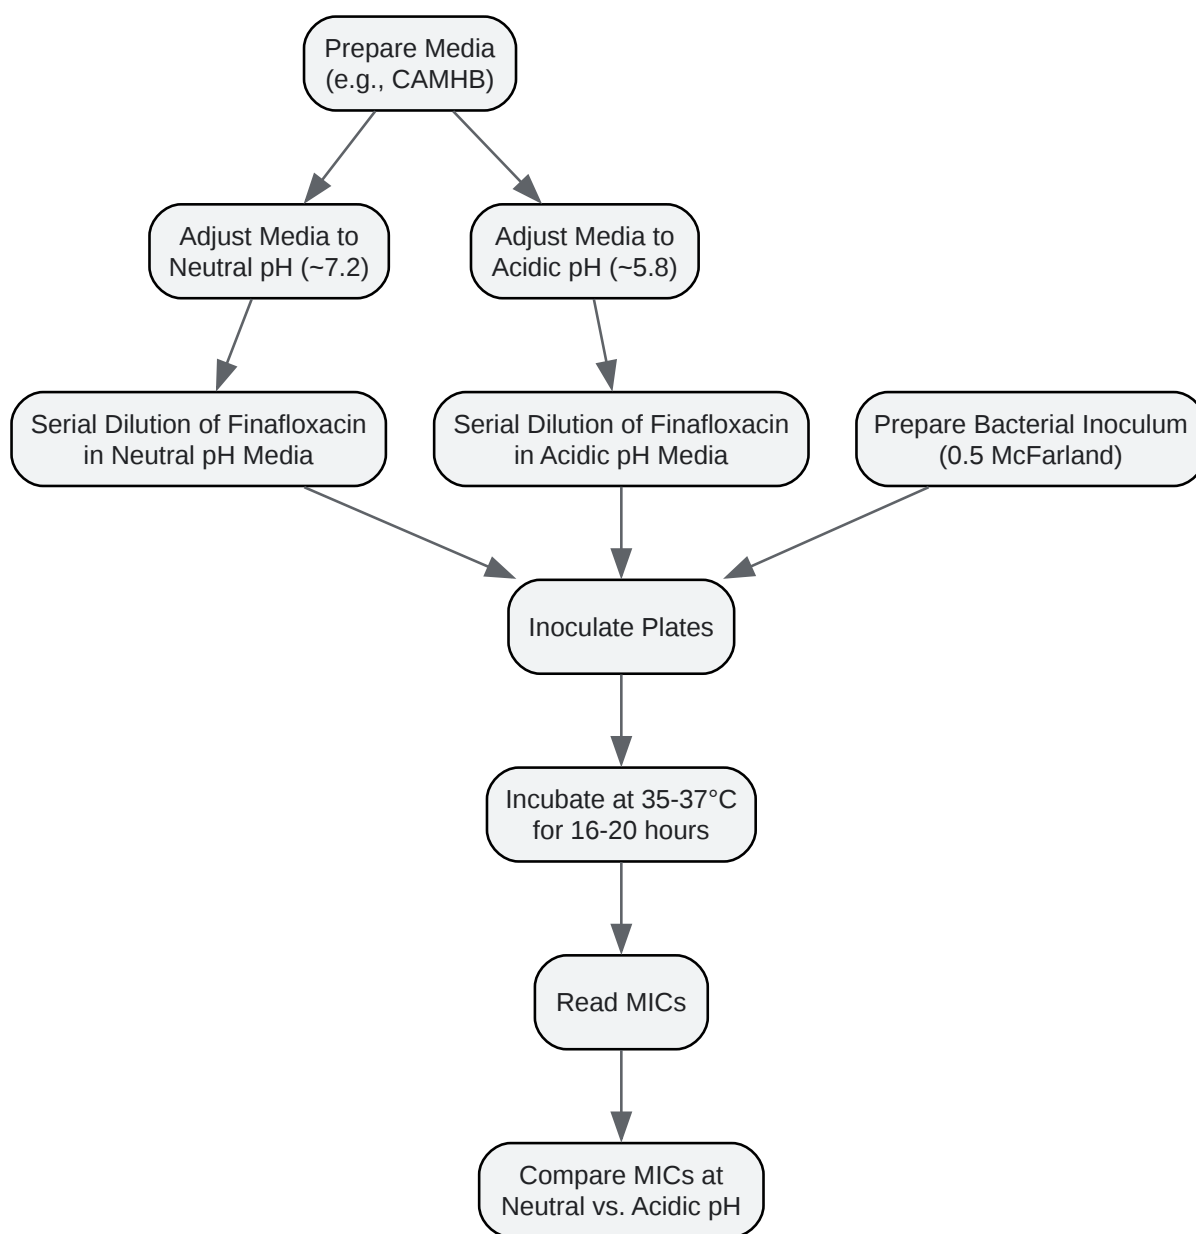 Prepare Media
(e.g., CAMHB)
Adjust Media to
Neutral pH (~7.2)
Adjust Media to
Acidic pH (~5.8)
Serial Dilution of Finafloxacin
in Neutral pH Media
Serial Dilution of Finafloxacin
in Acidic pH Media
Prepare Bacterial Inoculum
(0.5 McFarland)
Inoculate Plates
Incubate at 35-37°C
for 16-20 hours
Read MICs
Compare MICs at
Neutral vs. Acidic pH